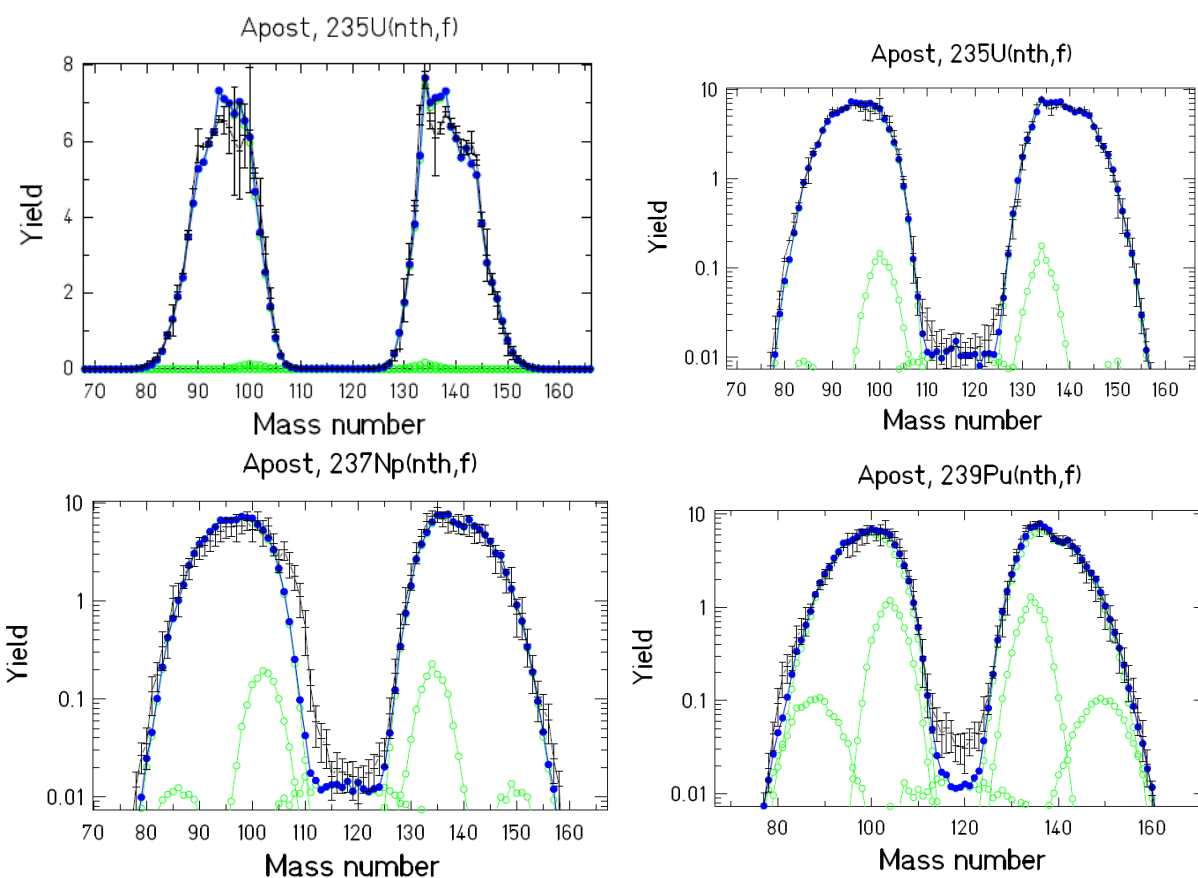 Apost, 235U(nth,f)
8
6
4
2
0
Yield
70 80 90 100 110 120 130 140 150 160
Mass number
Apost, 235U(nth,f)
10
1
0.1
0.01
Yield
70 80 90 100 110 120 130 140 150 160
Mass number
Apost, 237Np(nth,f)
10
1
0.1
0.01
Yield
70 80 90 100 110 120 130 140 150 160
Mass number
Apost, 239Pu(nth,f)
10
1
0.1
0.01
Yield
80 100 120 140 160
Mass number